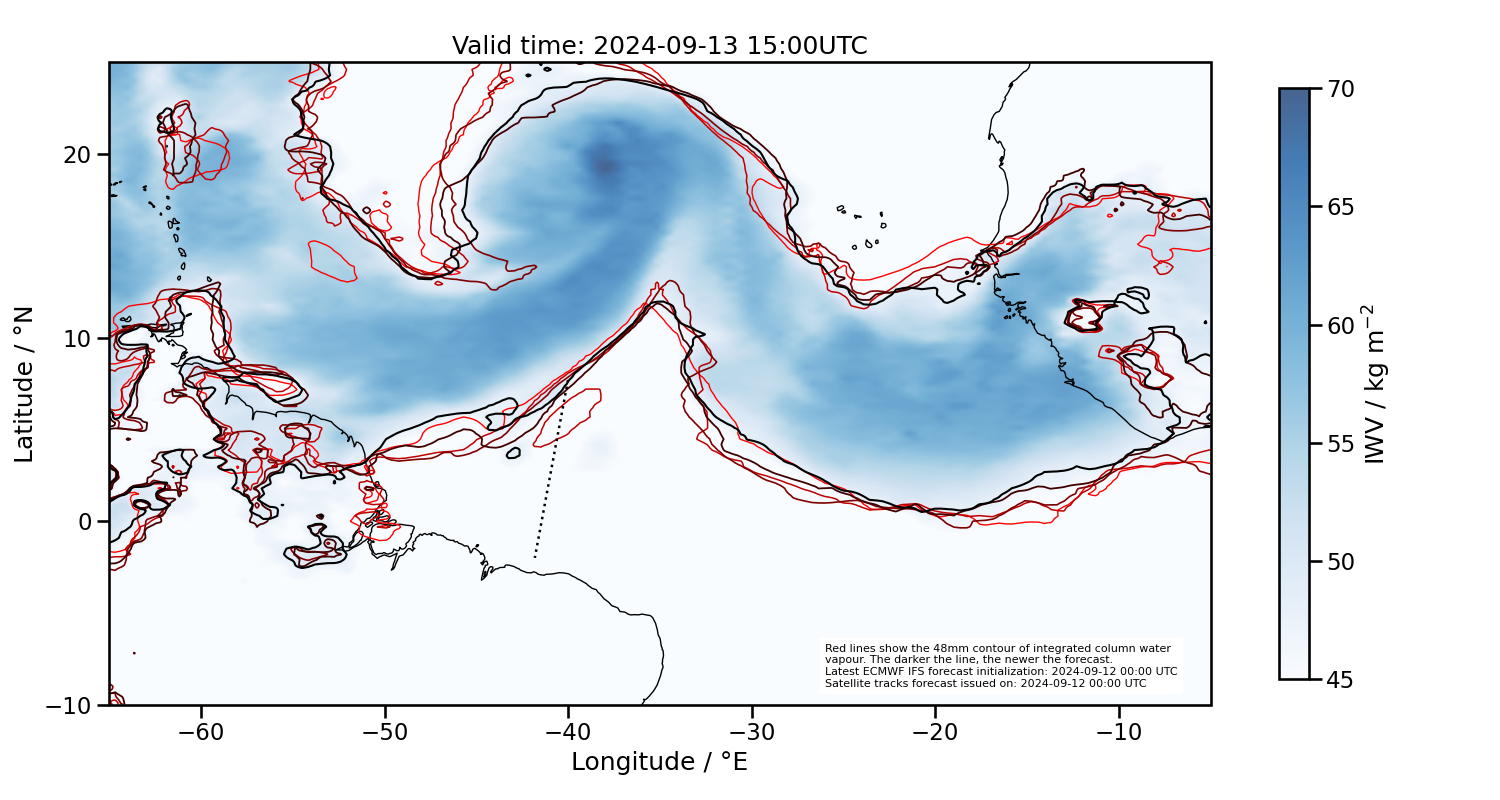 Valid time: 2024-09-13 15:00UTC
70
65
60
55
50
45
IWV / kg m−2
20
10
0
−10
Latitude / °N
Red lines show the 48mm contour of integrated column water
vapour. The darker the line, the newer the forecast.
Latest ECMWF IFS forecast initialization: 2024-09-12 00:00 UTC
Satellite tracks forecast issued on: 2024-09-12 00:00 UTC
−60 −50 −40 −30 −20 −10
Longitude / °E